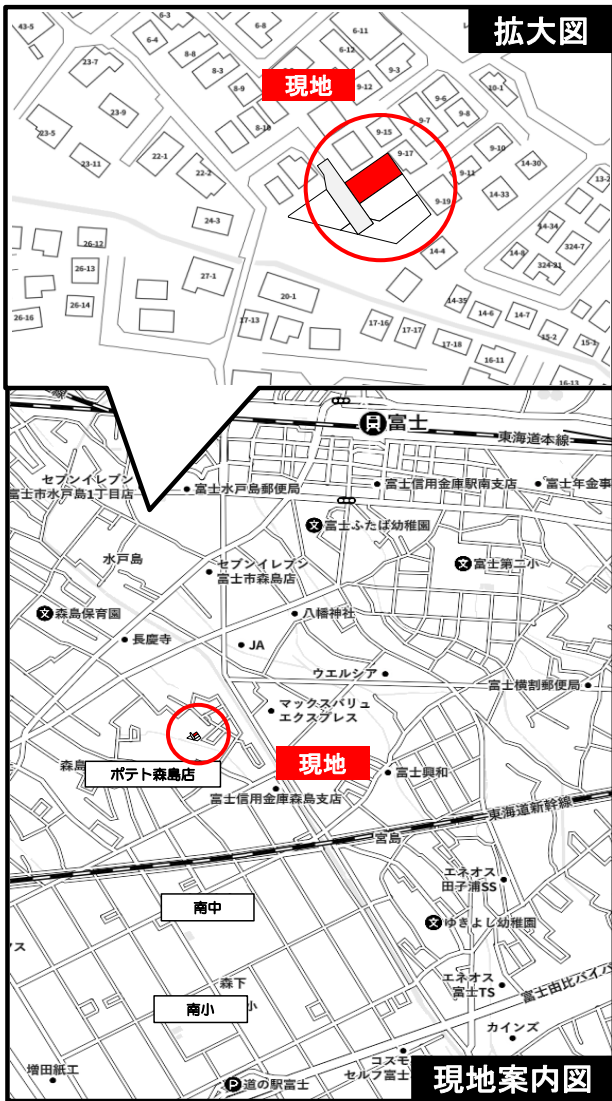 拡大図
現地
43-5
6-4
6-8
6-11
8-8
6-12
23-7
8-3
8-9
9-3
9-12
9-6
10-1
23-9
8-10
9-15
9-7
9-8
23-5
22-1
9-17
9-10
23-11
22-2
9-11
14-30
13-2
9-19
14-33
24-3
14-34
26-12
14-4
14-8
324-7
26-13
27-1
324-21
20-1
14-35
26-14
14-6
14-7
26-16
17-13
17-16
17-17
15-2
15-1
17-18
16-11
16-13
富士
東海道本線
セブンイレブン
富士市水戸島1丁目店
富士水戸島郵便局
富士信用金庫駅南支店
富士年金事
富士ふたば幼稚園
水戸島
セブンイレブン
富士市森島店
富士第二小
森島保育園
八幡神社
長慶寺
JA
ウエルシア
富士横割郵便局
マックスバリュ
エクスプレス
現地
森島
ポテト森島店
富士興和
富士信用金庫森島支店
東海道新幹線
宮島
エネオス
田子浦SS
南中
ゆきよし幼稚園
クス
エネオス
富士TS
森下
富士由比バイパ
南小
小
カインズ
増田紙工
コスモ
セルフ富士
道の駅富士
現地案内図